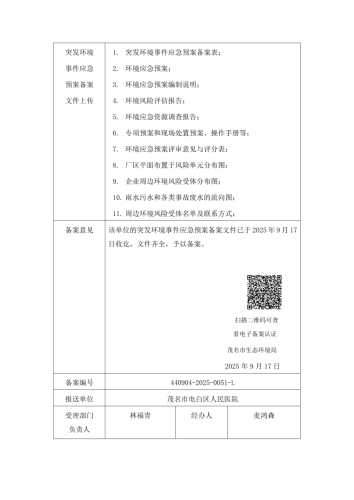 突发环境
事件应急
预案备案
文件上传
1. 突发环境事件应急预案备案表；
2. 环境应急预案；
3. 环境应急预案编制说明；
4. 环境风险评估报告；
5. 环境应急资源调查报告；
6. 专项预案和现场处置预案、操作手册等；
7. 环境应急预案评审意见与评分表；
8. 厂区平面布置于风险单元分布图；
9. 企业周边环境风险受体分布图；
10. 雨水污水和各类事故废水的流向图；
11. 周边环境风险受体名单及联系方式；
备案意见
该单位的突发环境事件应急预案备案文件已于 2025 年 9 月 17
日收讫，文件齐全，予以备案。
扫描二维码可查
看电子备案认证
茂名市生态环境局
2025 年 9 月 17 日
备案编号 440904-2025-0051-L
报送单位 茂名市电白区人民医院
受理部门
负责人
林福青 经办人 麦鸿森